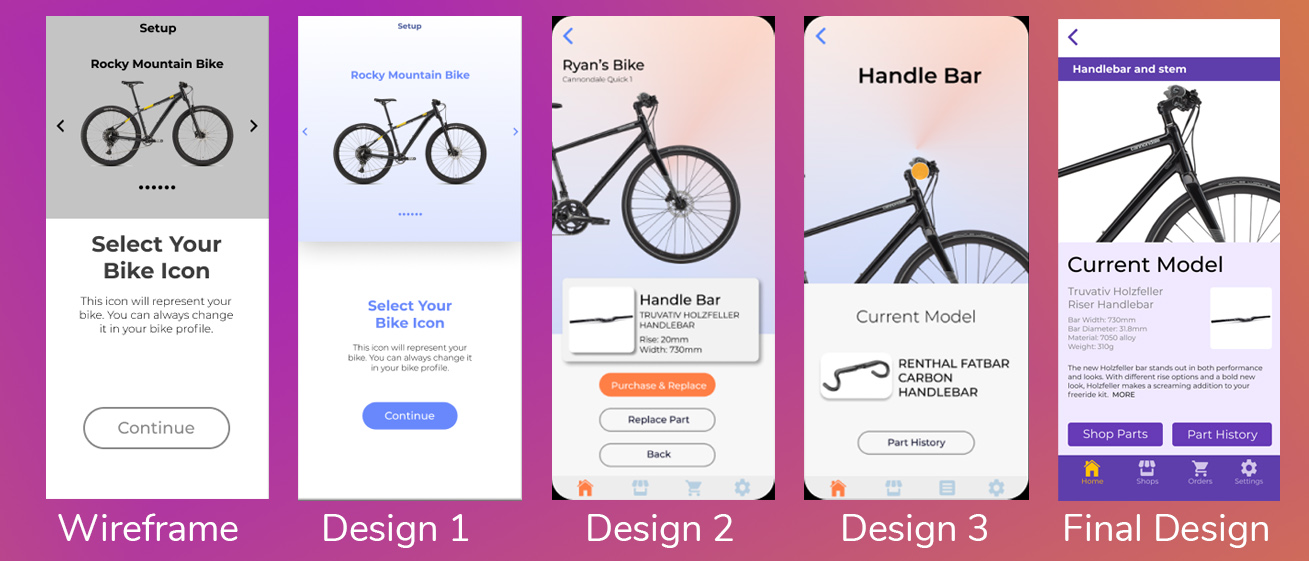 Setup
Rocky Mountain Bike
Select Your
Bike Icon
This icon will represent your
bike. You can always change
it in your bike profile.
Continue
Wireframe
Setup
Rocky Mountain Bike
Select Your
Bike Icon
This icon will represent your
bike. You can always change it
in your bike profile.
Continue
Design 1
Ryan's Bike
Cannondale Quick 1
Handle Bar
TRUVATIV HOLZFELLER
HANDLEBAR
Rise: 20mm
Width: 730mm
Purchase & Replace
Replace Part
Back
Design 2
Handle Bar
cannondale
Current Model
RENTHAL FATBAR
CARBON
HANDLEBAR
Part History
Design 3
Handlebar and stem
cannondale
Current Model
Truvativ Holzfeller
Riser Handlebar
Bar Width: 730mm
Bar Diameter: 31.8mm
Material: 7050 alloy
Weight: 310g
The new Holzfeller bar stands out in both performance
and looks. With different rise options and a bold new
look, Holzfeller makes a screaming addition to your
freeride kit. MORE
Shop Parts
Part History
Home
Shops
Orders
Settings
Final Design